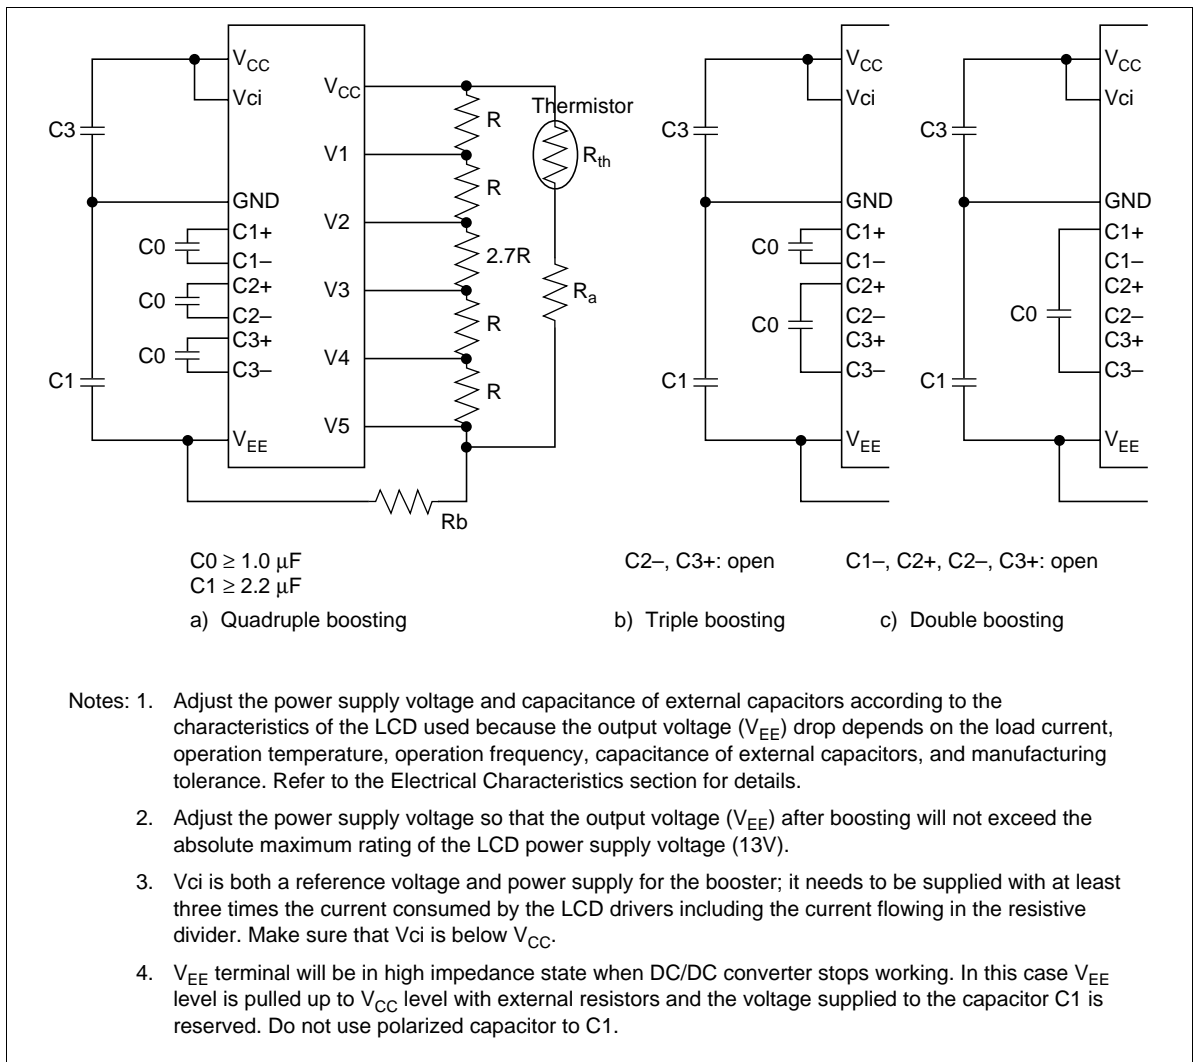 VCC
Vci
C3
GND
C1+
C0
C1–
C2+
C0
C2–
C3+
C0
C3–
C1
VEE
VCC
V1
V2
V3
V4
V5
R
R
2.7R
R
R
Thermistor
Rth
Ra
Rb
VCC
Vci
C3
GND
C1+
C0
C1–
C2+
C2–
C0
C3+
C3–
C1
VEE
VCC
Vci
C3
GND
C1+
C1–
C2+
C0
C2–
C3+
C3–
C1
VEE
C0 ≥ 1.0 µF
C1 ≥ 2.2 µF
a) Quadruple boosting
C2–, C3+: open
b) Triple boosting
C1–, C2+, C2–, C3+: open
c) Double boosting
Notes: 1. Adjust the power supply voltage and capacitance of external capacitors according to the
characteristics of the LCD used because the output voltage (VEE) drop depends on the load current,
operation temperature, operation frequency, capacitance of external capacitors, and manufacturing
tolerance. Refer to the Electrical Characteristics section for details.
2. Adjust the power supply voltage so that the output voltage (VEE) after boosting will not exceed the
absolute maximum rating of the LCD power supply voltage (13V).
3. Vci is both a reference voltage and power supply for the booster; it needs to be supplied with at least
three times the current consumed by the LCD drivers including the current flowing in the resistive
divider. Make sure that Vci is below VCC.
4. VEE terminal will be in high impedance state when DC/DC converter stops working. In this case VEE
level is pulled up to VCC level with external resistors and the voltage supplied to the capacitor C1 is
reserved. Do not use polarized capacitor to C1.